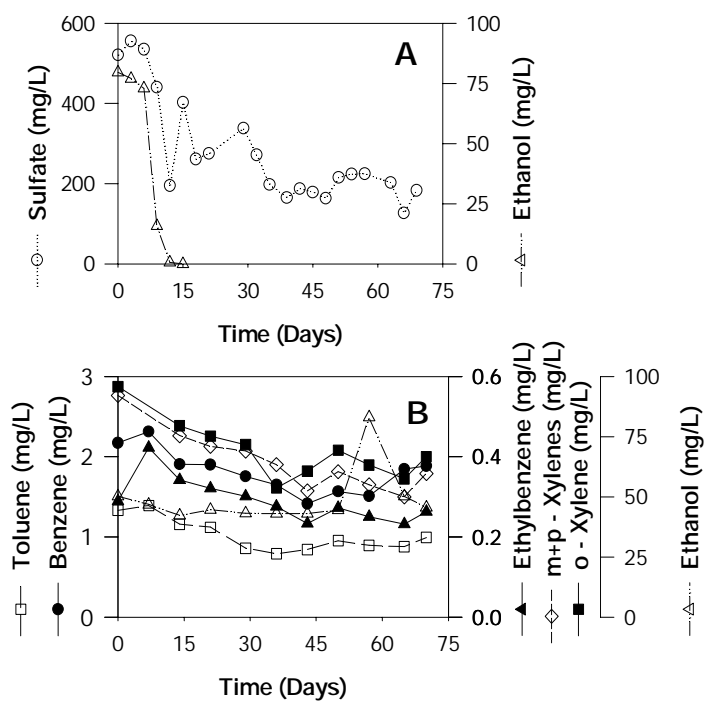 A
600
400
200
0
Sulfate (mg/L)
100
75
50
25
0
Ethanol (mg/L)
0 15 30 45 60 75
Time (Days)
B
3
2
1
0
Toluene (mg/L)
Benzene (mg/L)
0.6
0.4
0.2
0.0
Ethylbenzene (mg/L)
m+p - Xylenes (mg/L)
o - Xylene (mg/L)
100
75
50
25
0
Ethanol (mg/L)
0 15 30 45 60 75
Time (Days)